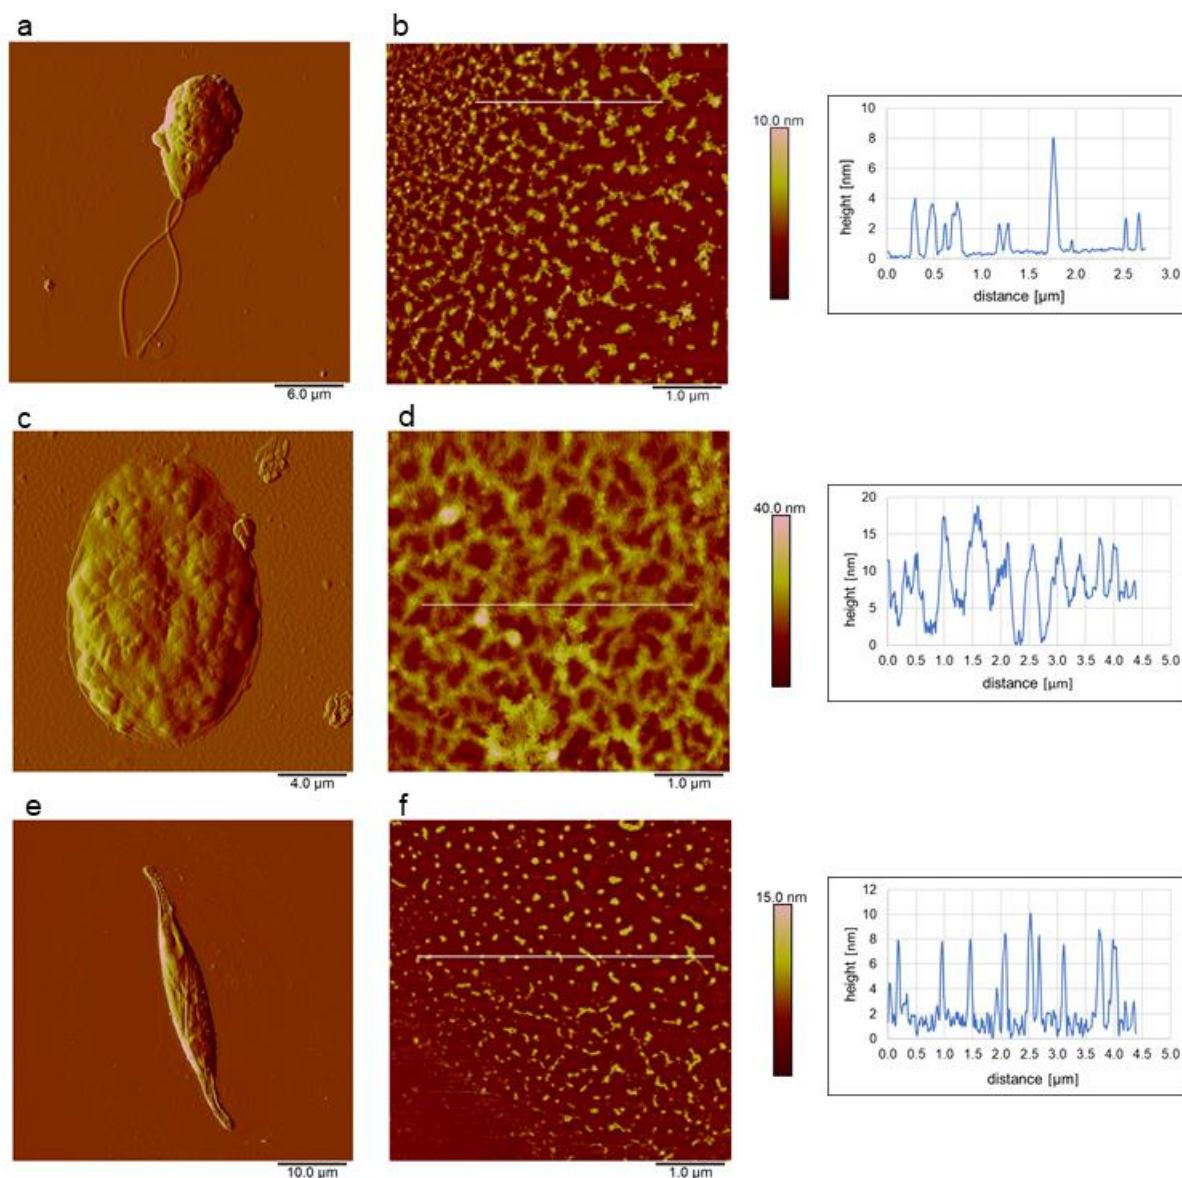 a
b
10.0 nm
10
8
6
4
2
0
height [nm]
0.0 0.5 1.0 1.5 2.0 2.5 3.0
distance [µm]
6.0 µm
1.0 µm
c
d
40.0 nm
20
15
10
5
0
height [nm]
0.0 0.5 1.0 1.5 2.0 2.5 3.0 3.5 4.0 4.5 5.0
distance [µm]
4.0 µm
1.0 µm
e
f
15.0 nm
12
10
8
6
4
2
0
height [nm]
0.0 0.5 1.0 1.5 2.0 2.5 3.0 3.5 4.0 4.5 5.0
distance [µm]
10.0 µm
1.0 µm